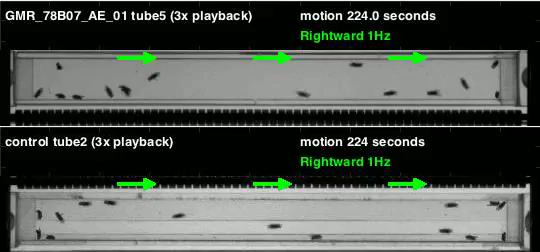 GMR_78B07_AE_01 tube5 (3x playback)
motion 224.0 seconds
Rightward 1Hz
control tube2 (3x playback)
motion 224 seconds
Rightward 1Hz